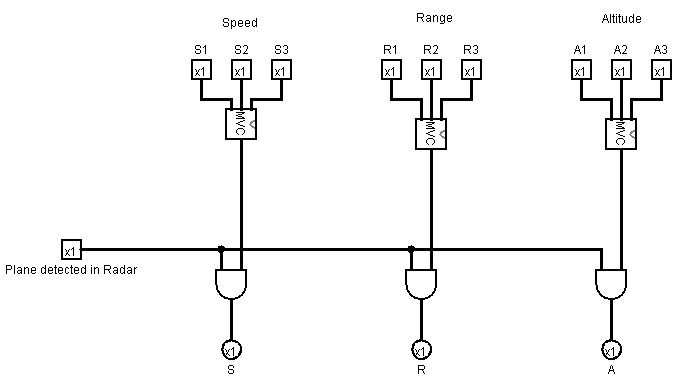 Speed Range Altitude
S1 S2 S3 R1 R2 R3 A1 A2 A3
x1 x1 x1 x1 x1 x1 x1 x1 x1
MVC MVC MVC
x1
Plane detected in Radar
x1 x1 x1
S R A